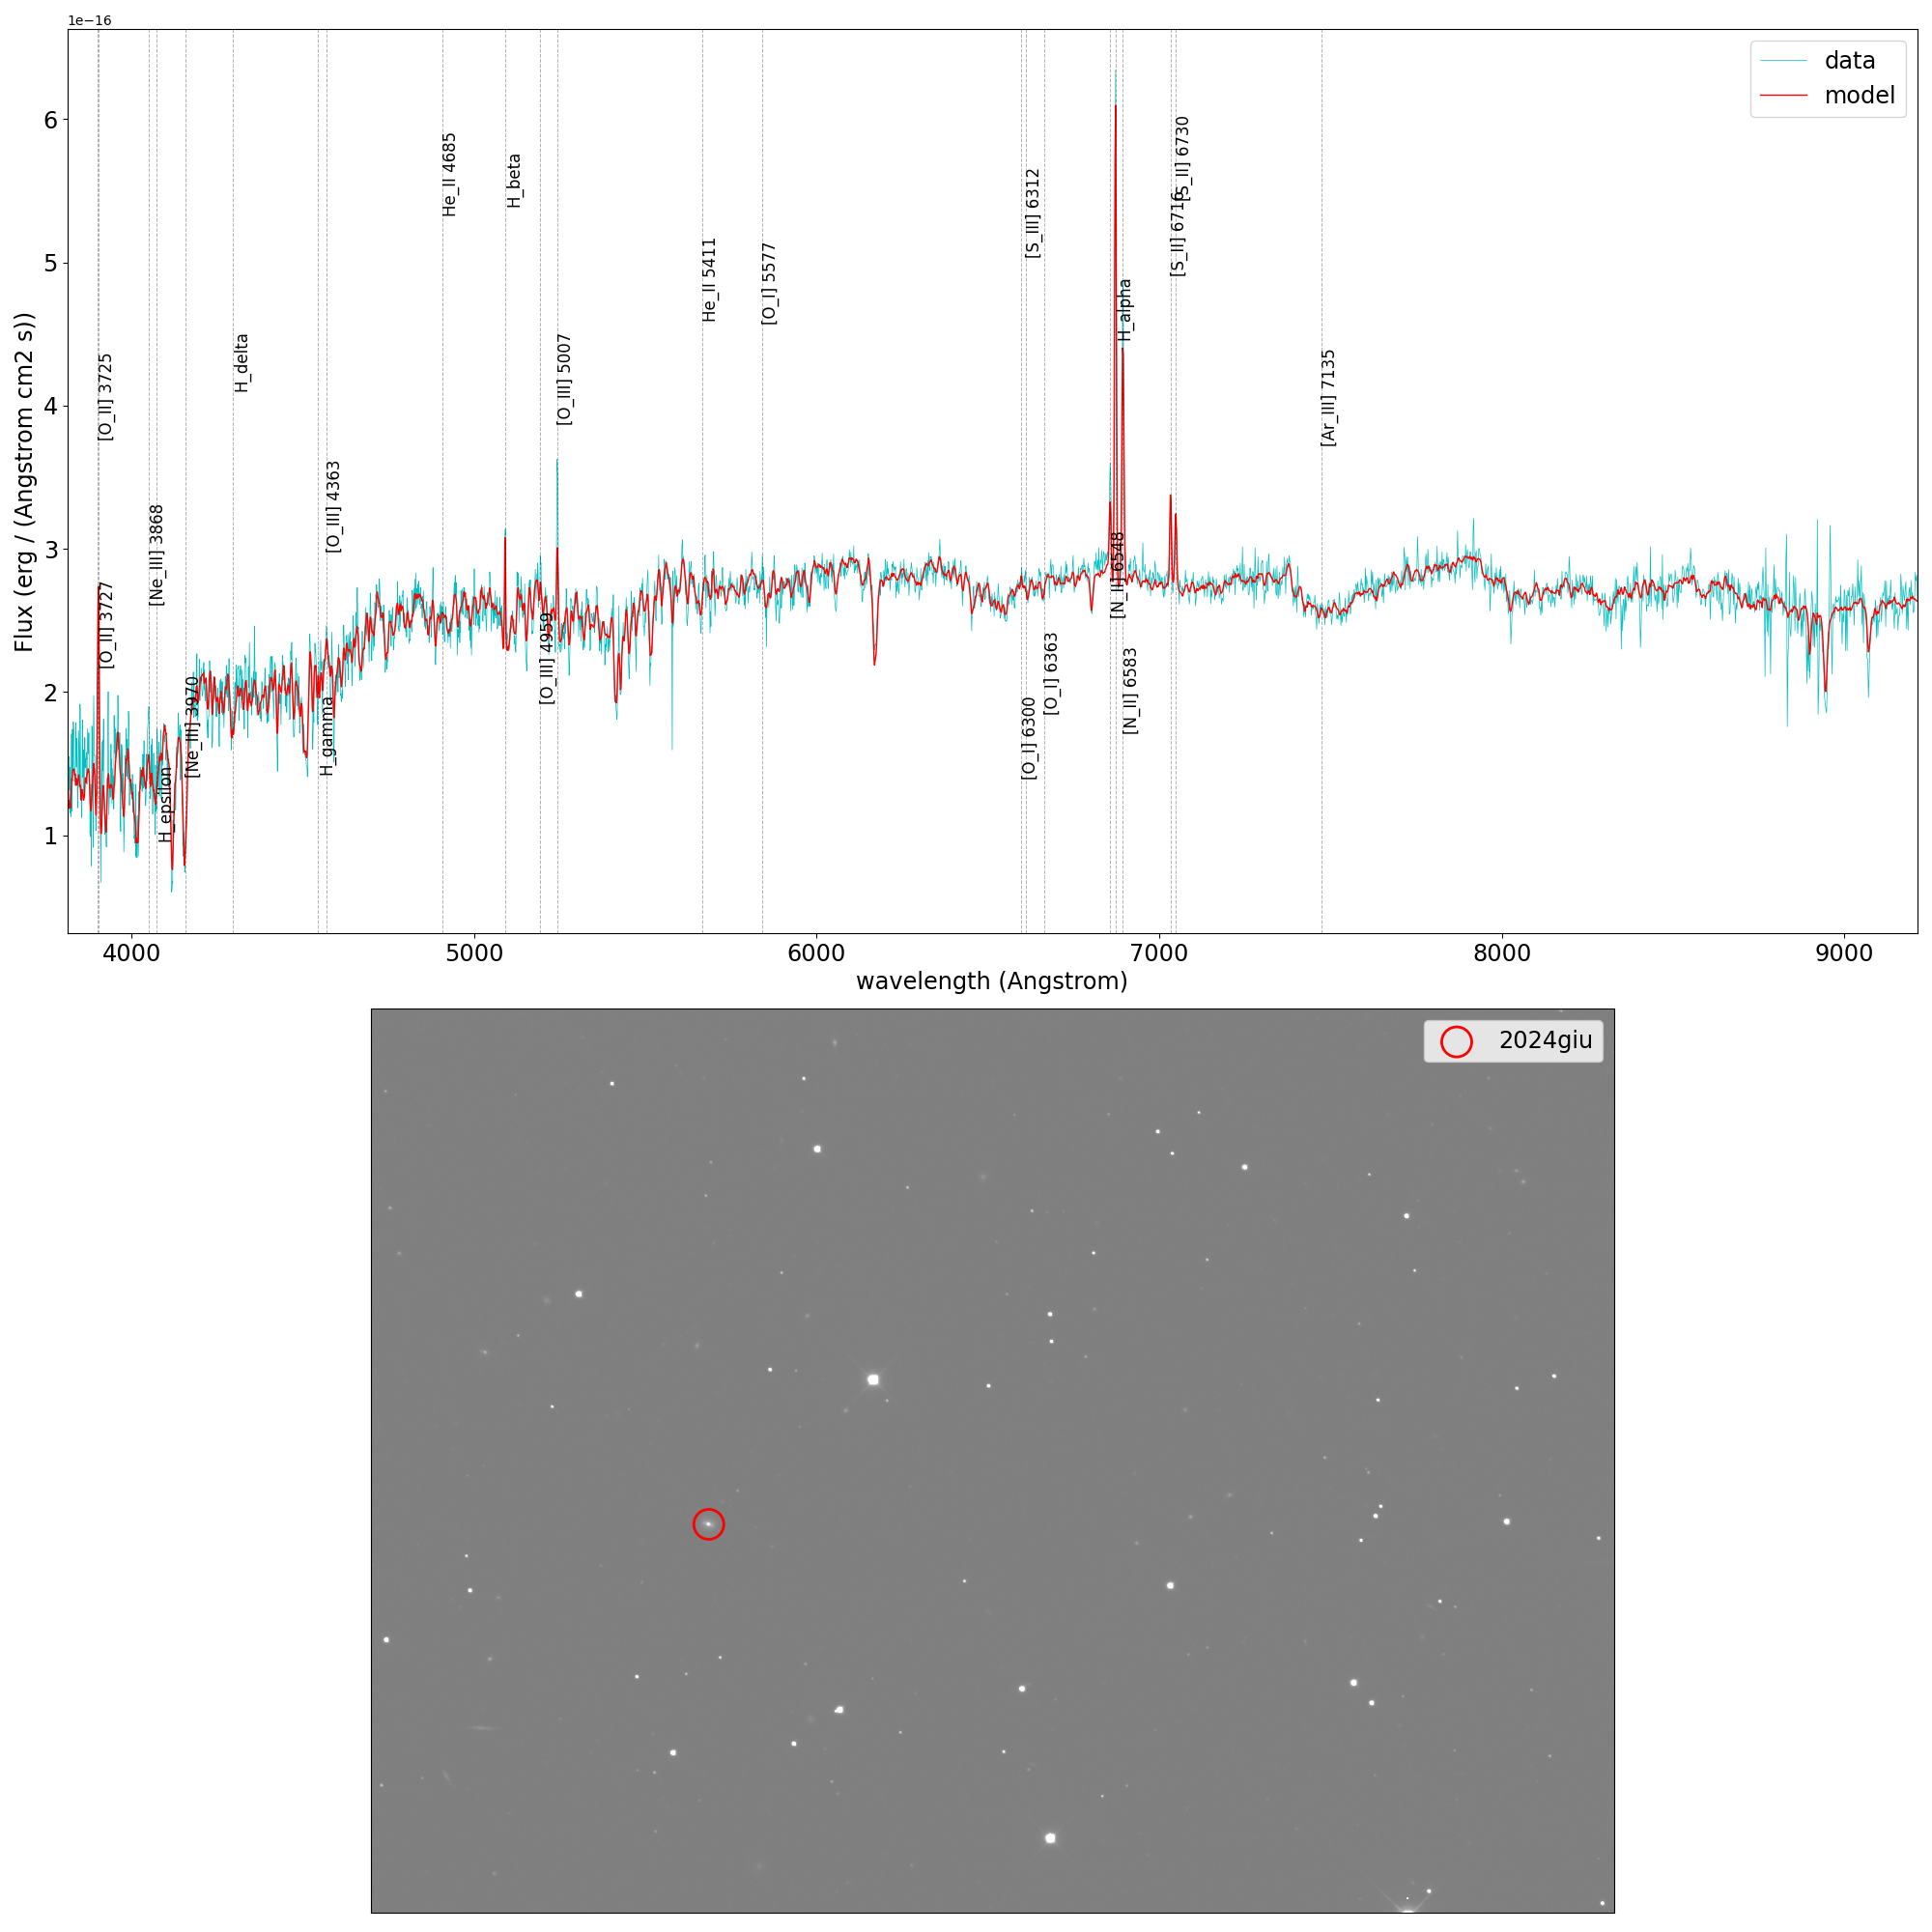 1e−16
data
model
6
5
4
3
2
1
Flux (erg / (Angstrom cm2 s))
[O_II] 3725
[O_II] 3727
[Ne_III] 3868
H_epsilon
[Ne_III] 3970
H_delta
H_gamma
[O_III] 4363
He_II 4685
H_beta
[O_III] 4959
[O_III] 5007
He_II 5411
[O_I] 5577
[O_I] 6300
[S_III] 6312
[O_I] 6363
[N_II] 6548
H_alpha
[N_II] 6583
[S_II] 6716
[S_II] 6730
[Ar_III] 7135
4000
5000
6000
7000
8000
9000
wavelength (Angstrom)
2024giu